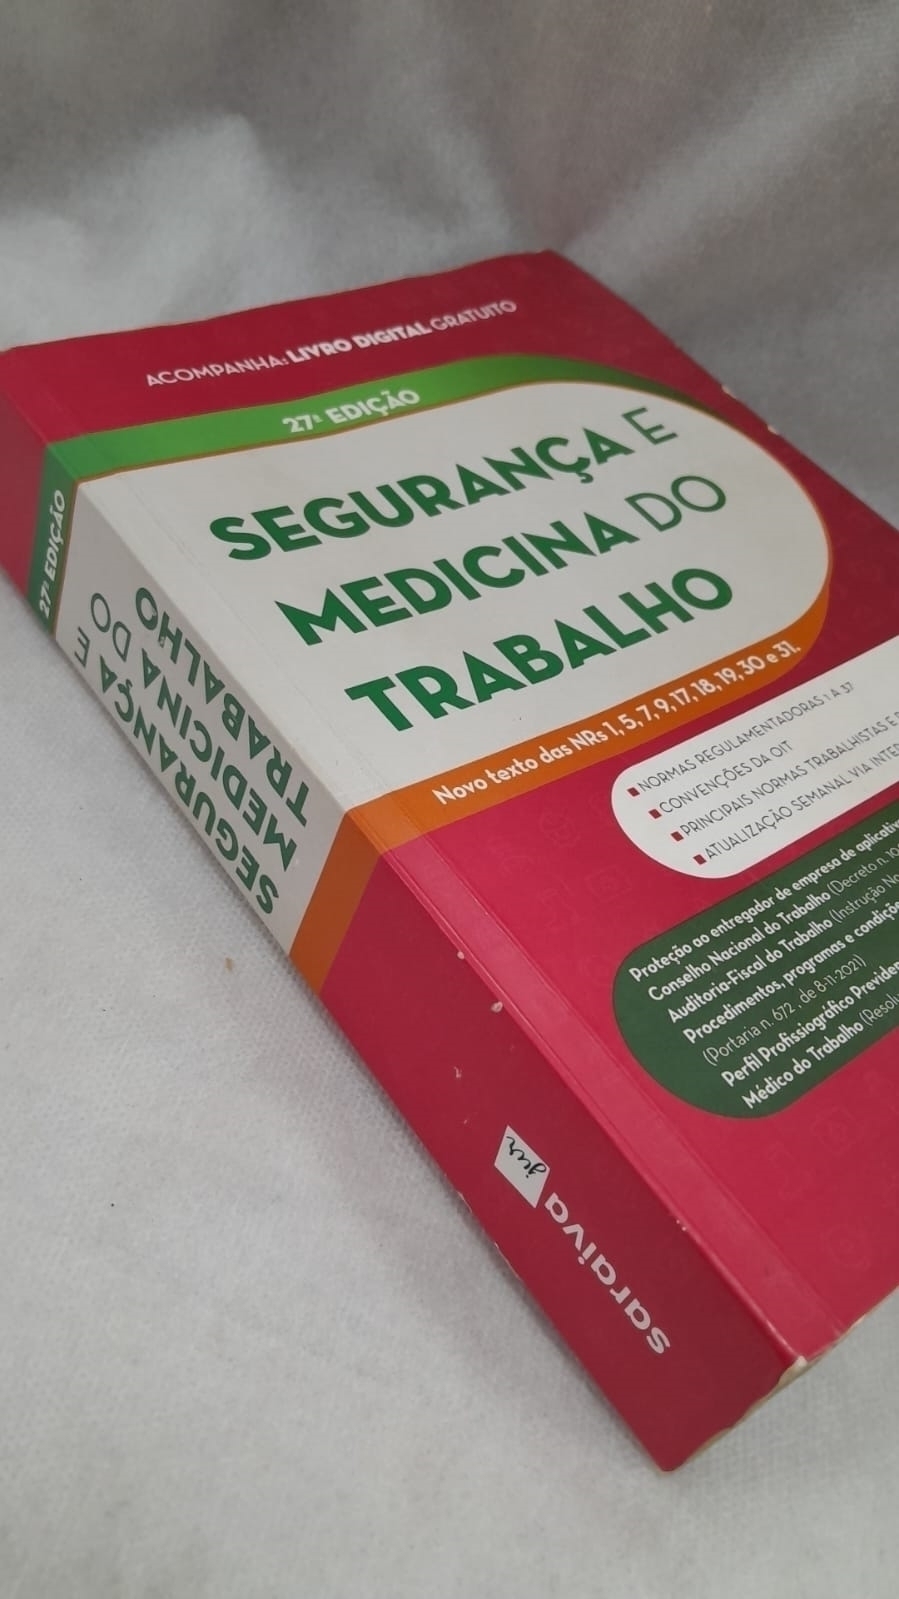 ACOMPANHA: LIVRO DIGITAL GRATUITO
27ª EDIÇÃO
SEGURANÇA E
MEDICINA DO
TRABALHO
Novo texto das NRs 1, 5, 7, 9, 17, 18, 19, 30 e 31.
NORMAS REGULAMENTADORAS 1 A 37
CONVENÇÕES DA OIT
PRINCIPAIS NORMAS TRABALHISTAS E
ATUALIZAÇÃO SEMANAL VIA
Proteção ao entregador de empresa de
Conselho Nacional do Trabalho (Decreto n.
Auditoria-Fiscal do Trabalho (Instrução
Procedimentos, programas e
(Portaria n. 672, de 8-11-2021)
Perfil Profissiográfico
Médico do Trabalho
27ª EDIÇÃO
SEGURANÇA E
MEDICINA DO
TRABALHO
saraiva jur